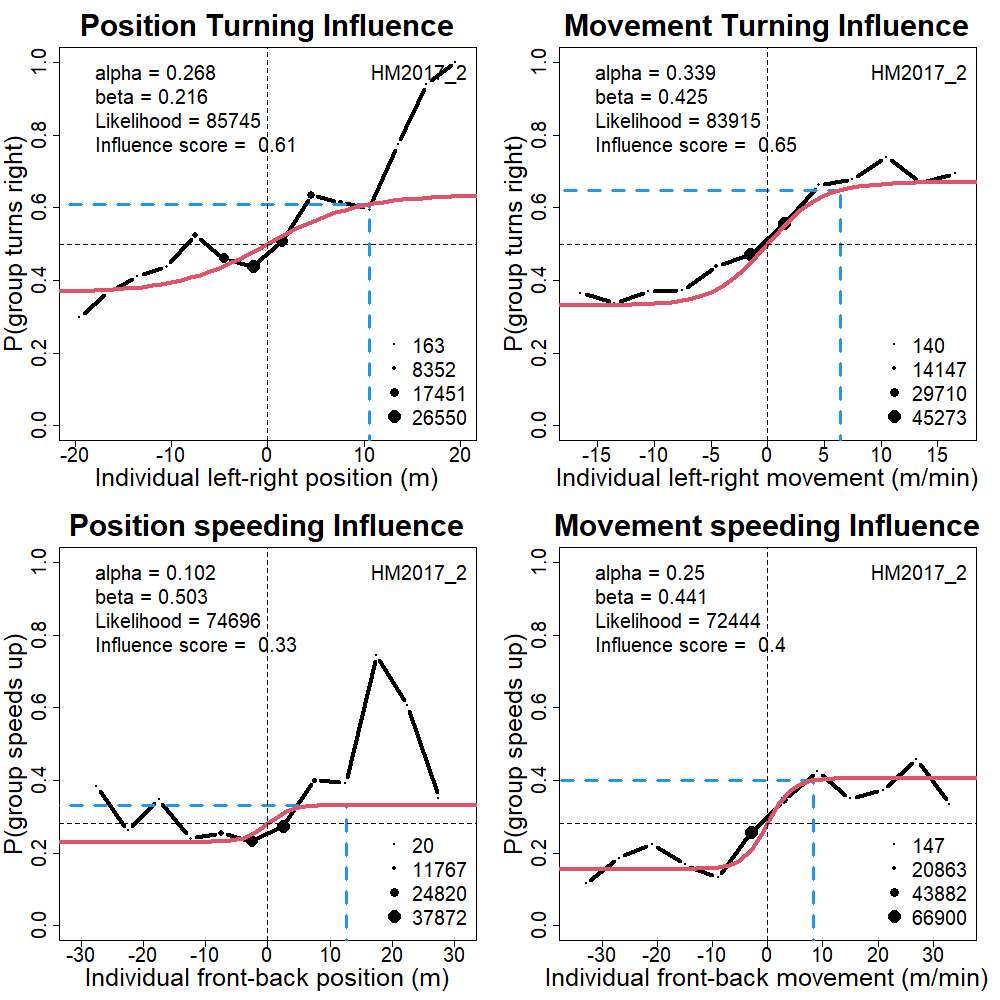 Position Turning Influence
alpha = 0.268
HM2017_2
beta = 0.216
Likelihood = 85745
Influence score = 0.61
P(group turns right)
0.0
0.2
0.4
0.6
0.8
1.0
163
8352
17451
26550
-20
-10
0
10
20
Individual left-right position (m)
Movement Turning Influence
alpha = 0.339
HM2017_2
beta = 0.425
Likelihood = 83915
Influence score = 0.65
P(group turns right)
0.0
0.2
0.4
0.6
0.8
1.0
140
14147
29710
45273
-15
-10
-5
0
5
10
15
Individual left-right movement (m/min)
Position speeding Influence
alpha = 0.102
HM2017_2
beta = 0.503
Likelihood = 74696
Influence score = 0.33
P(group speeds up)
0.0
0.2
0.4
0.6
0.8
1.0
20
11767
24820
37872
-30
-20
-10
0
10
20
30
Individual front-back position (m)
Movement speeding Influence
alpha = 0.25
HM2017_2
beta = 0.441
Likelihood = 72444
Influence score = 0.4
P(group speeds up)
0.0
0.2
0.4
0.6
0.8
1.0
147
20863
43882
66900
-30
-20
-10
0
10
20
30
Individual front-back movement (m/min)